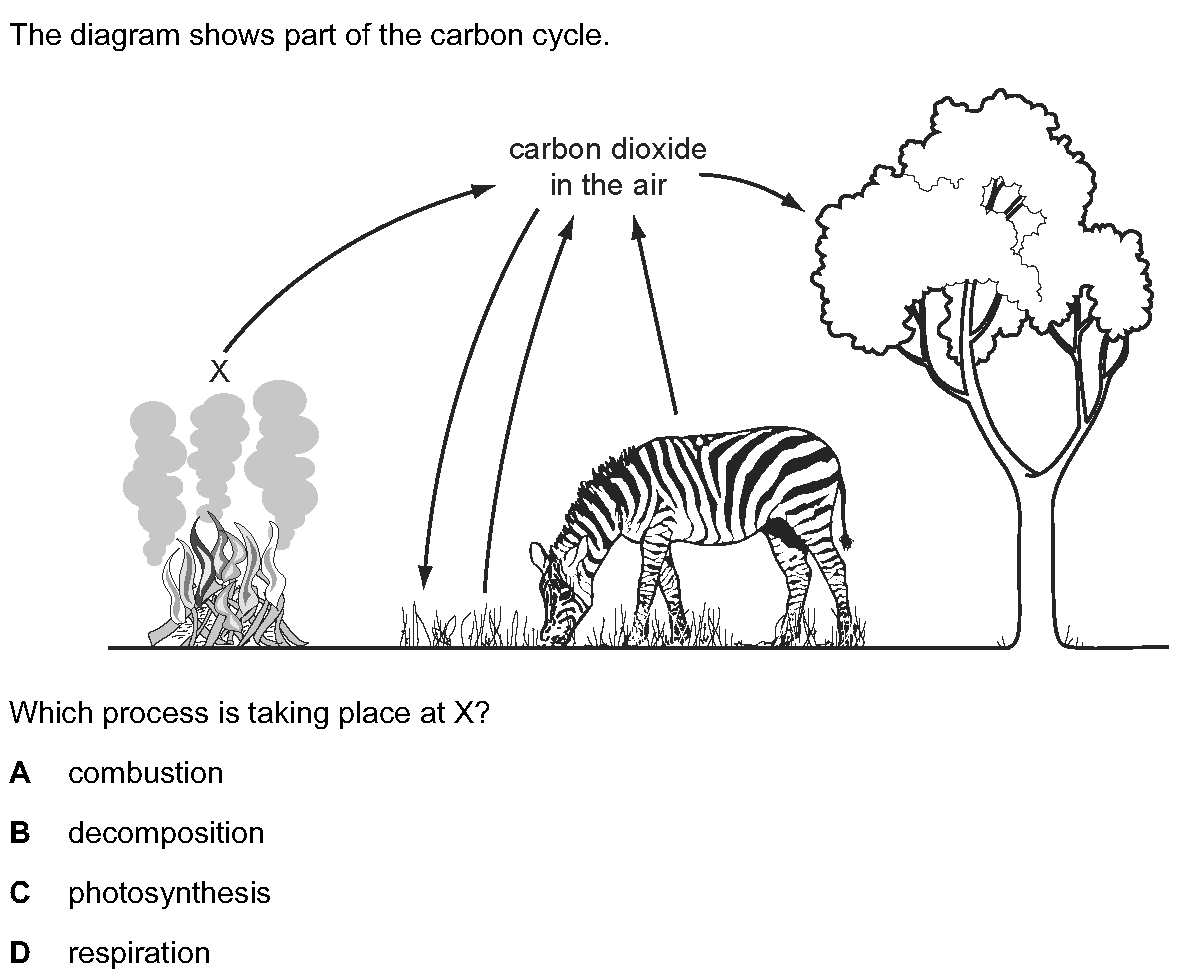 The diagram shows part of the carbon cycle.
carbon dioxide
in the air
X
Which process is taking place at X?
A combustion
B decomposition
C photosynthesis
D respiration